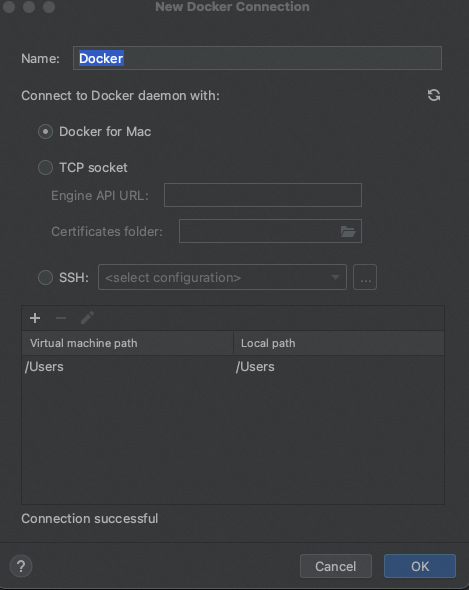 New Docker Connection
Name: Docker
Connect to Docker daemon with:
Docker for Mac
TCP socket
Engine API URL:
Certificates folder:
SSH: <select configuration> ...
Virtual machine path Local path
/Users /Users
Connection successful
? Cancel OK